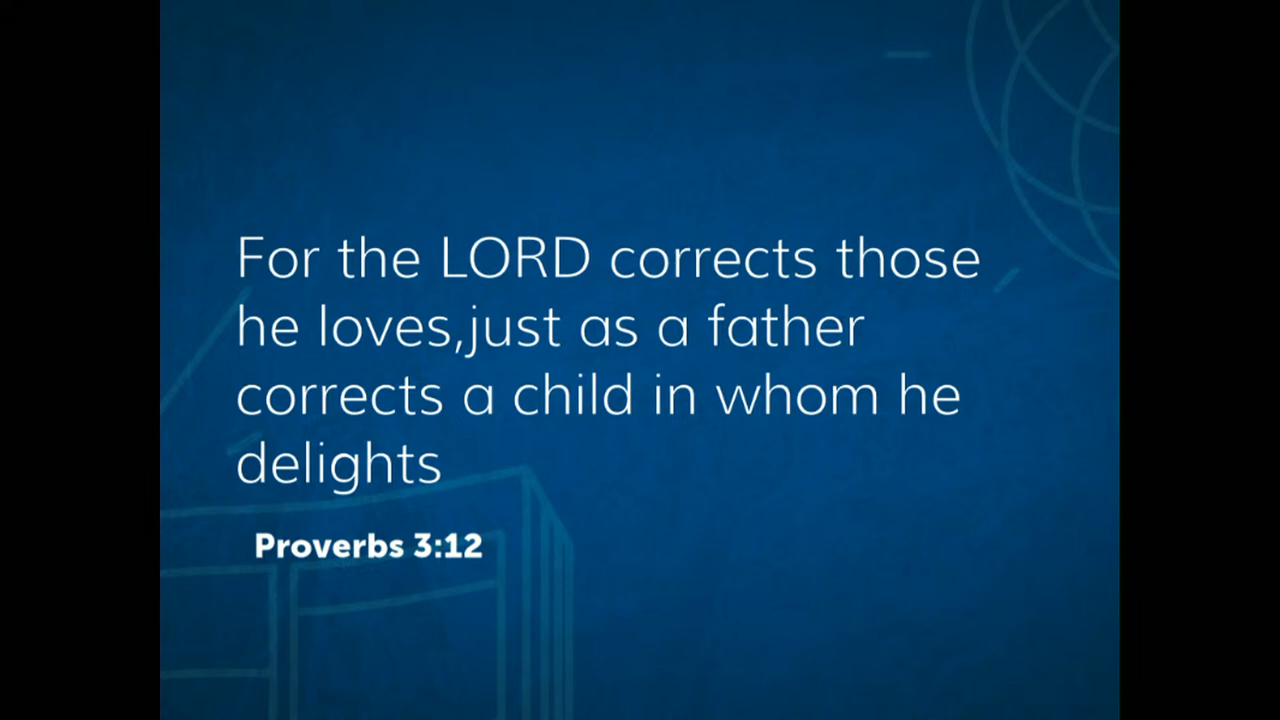 For the LORD corrects those
he loves,just as a father
corrects a child in whom he
delights
Proverbs 3:12